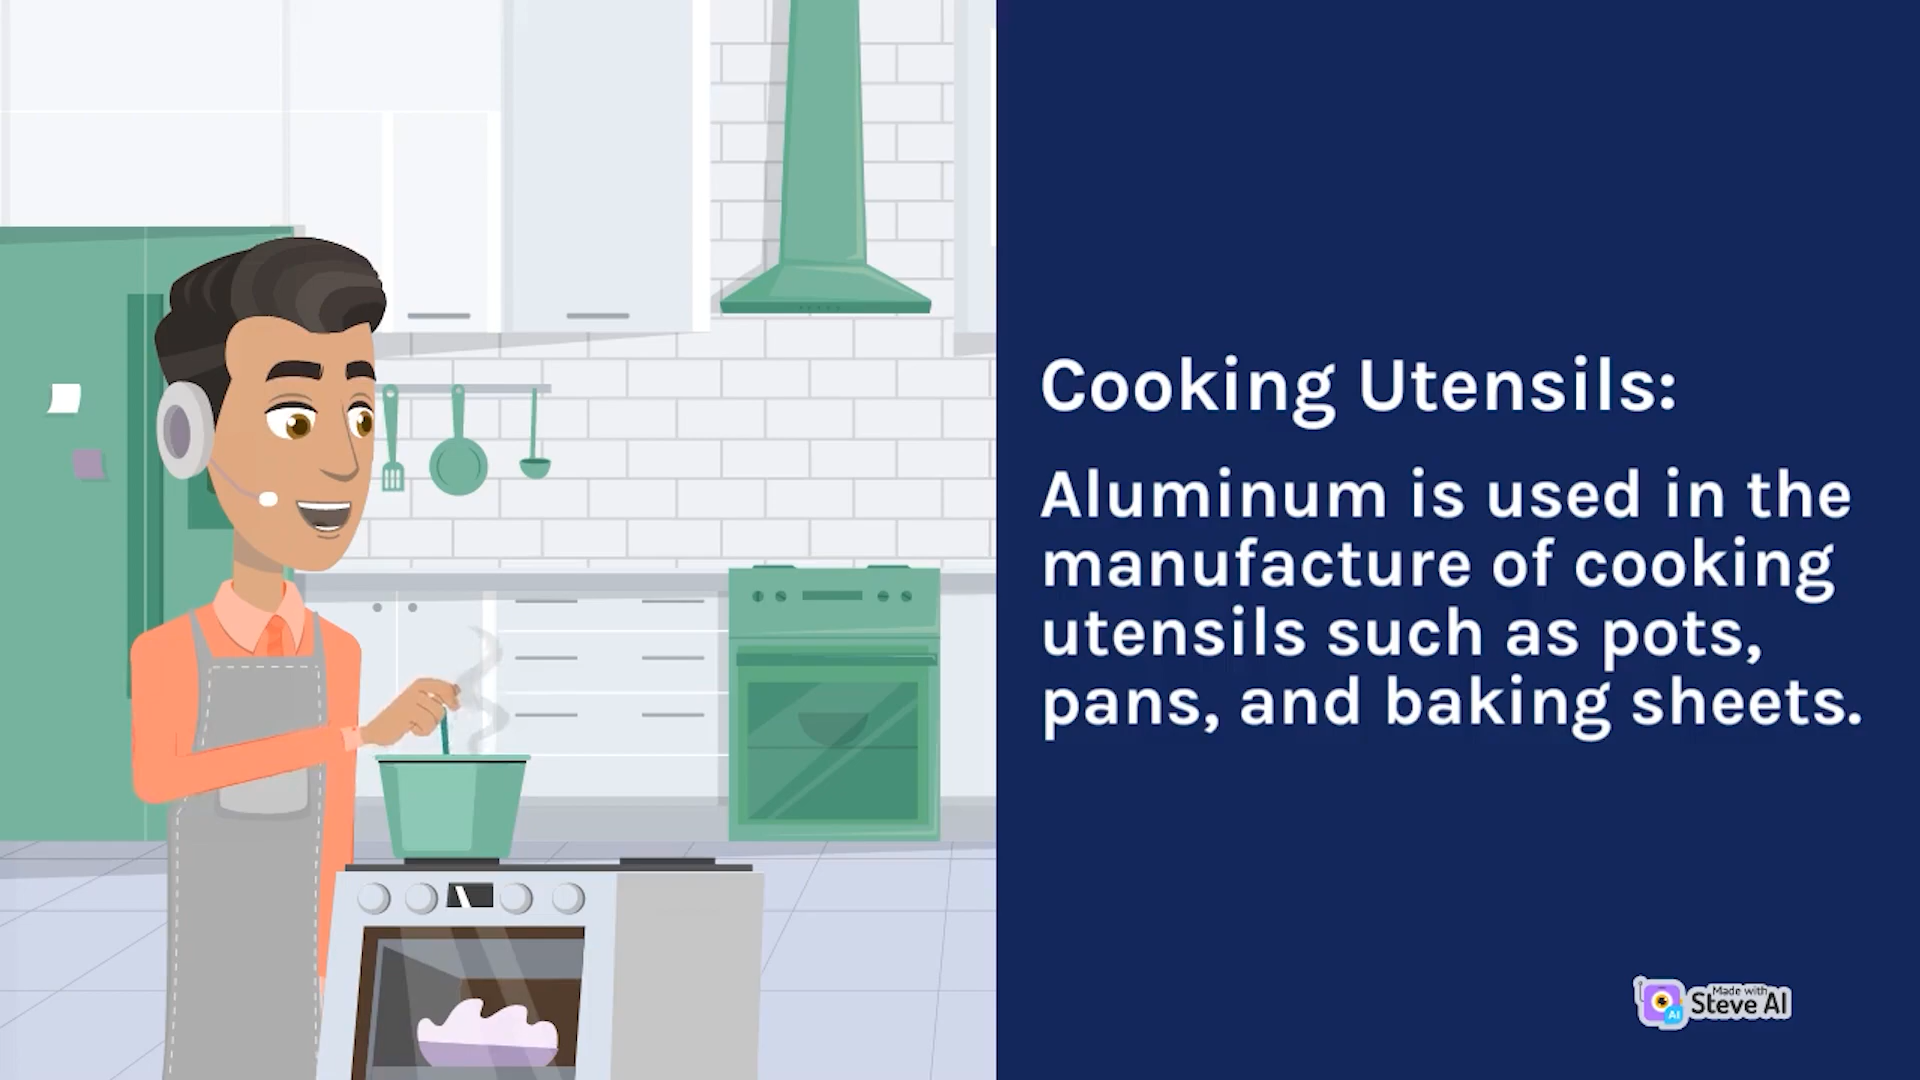 Cooking Utensils:
Aluminum is used in the
manufacture of cooking
utensils such as pots,
pans, and baking sheets.
Made with
Steve AI
AI